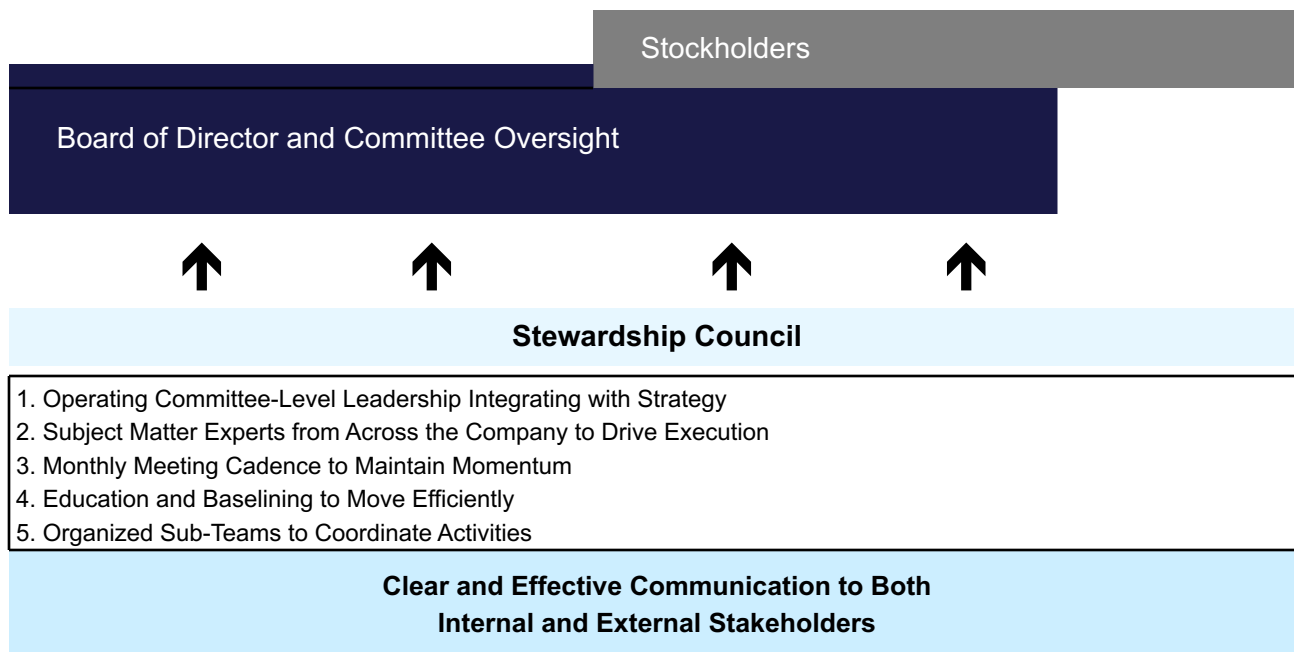 Stockholders
Board of Director and Committee Oversight
Stewardship Council
1. Operating Committee-Level Leadership Integrating with Strategy
2. Subject Matter Experts from Across the Company to Drive Execution
3. Monthly Meeting Cadence to Maintain Momentum
4. Education and Baselining to Move Efficiently
5. Organized Sub-Teams to Coordinate Activities
Clear and Effective Communication to Both
Internal and External Stakeholders